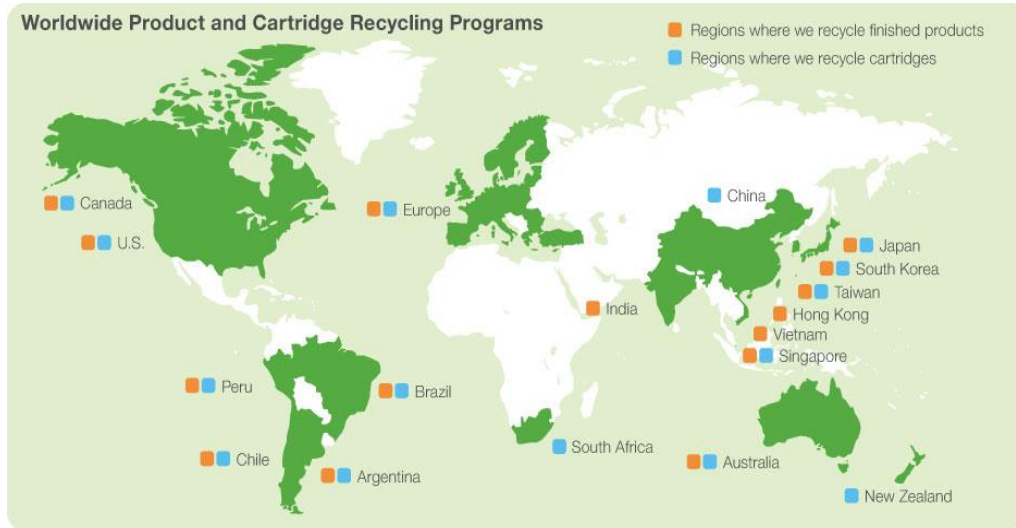 Worldwide Product and Cartridge Recycling Programs
Regions where we recycle finished products
Regions where we recycle cartridges
Canada
Europe
China
U.S.
Japan
South Korea
Taiwan
India
Hong Kong
Vietnam
Singapore
Peru
Brazil
South Africa
Chile
Australia
Argentina
New Zealand